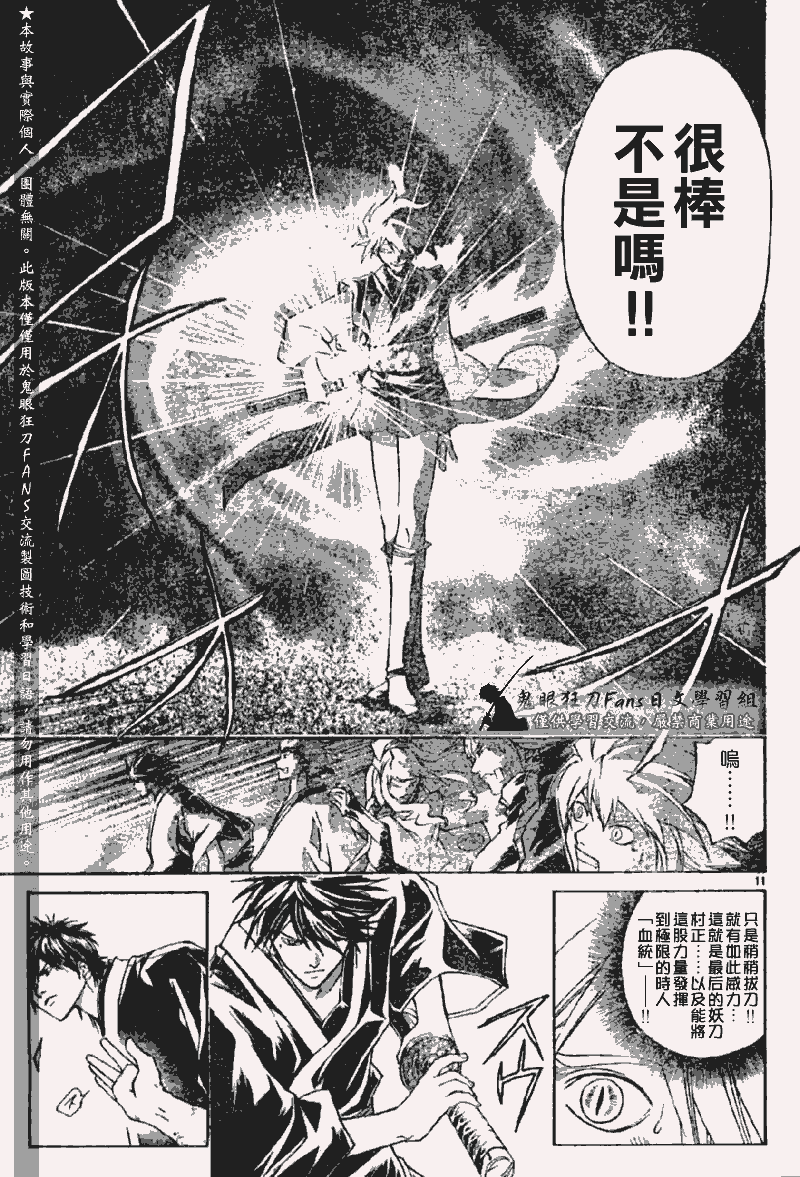 很棒
不是嗎!!
★本故事與實際個人、團體無關。此版本僅僅用於鬼眼狂刀FANS交流製圖技術和學習日語，請勿用作其他用途。
鬼眼狂刀Fans日文學習組
僅供學習交流，嚴禁商業用途
嗚……!!
11
只是稍稍拔刀!!
就有如此威力…
這就是最后的妖刀
村正……以及能將
這股力量發揮
到極限的時人
「血統」——!!
スウ